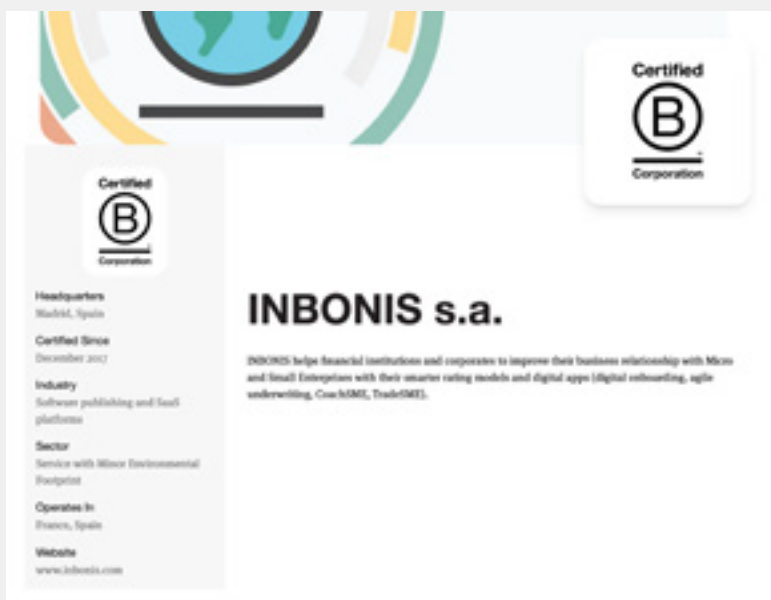 Certified
B
Corporation
Certified
B
Corporation
Headquarters
Madrid, Spain
Certified Since
December 2017
Industry
Software publishing and SaaS
platforms
Sector
Service with Minor Environmental
Footprint
Operates In
France, Spain
Website
www.inbonis.com
INBONIS s.a.
INBONIS helps financial institutions and corporates to improve their business relationship with Micro
and Small Enterprises with their smarter rating models and digital apps (digital onboarding, agile
underwriting, CoachSME, TradeSME).